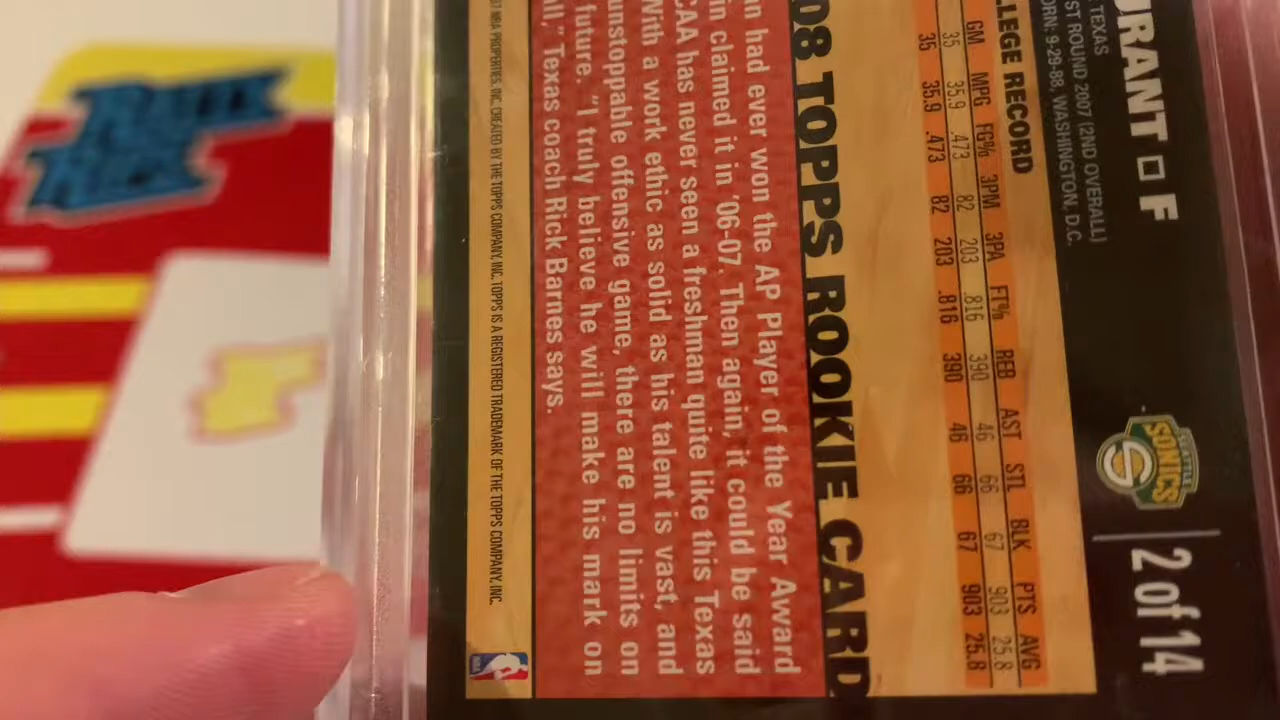 URANT F
TEXAS
ST ROUND 2007 (2ND OVERALL)
ORN: 9-29-88, WASHINGTON, D.C.
SEATTLE
SONICS
2 of 14
LLEGE RECORD
GM MPG FG% 3PM 3PA FT% REB AST STL BLK PTS AVG
35 35.9 .473 82 203 .816 390 46 66 67 903 25.8
35 35.9 .473 82 203 .816 390 46 66 67 903 25.8
08 TOPPS ROOKIE CARD
n had ever won the AP Player of the Year Award
in claimed it in '06-07. Then again, it could be said
CAA has never seen a freshman quite like this Texas
With a work ethic as solid as his talent is vast, and
unstoppable offensive game, there are no limits on
future. "I truly believe he will make his mark on
all," Texas coach Rick Barnes says.
NBA PROPERTIES, INC. CREATED BY THE TOPPS COMPANY, INC. TOPPS IS A REGISTERED TRADEMARK OF THE TOPPS COMPANY, INC.
NBA